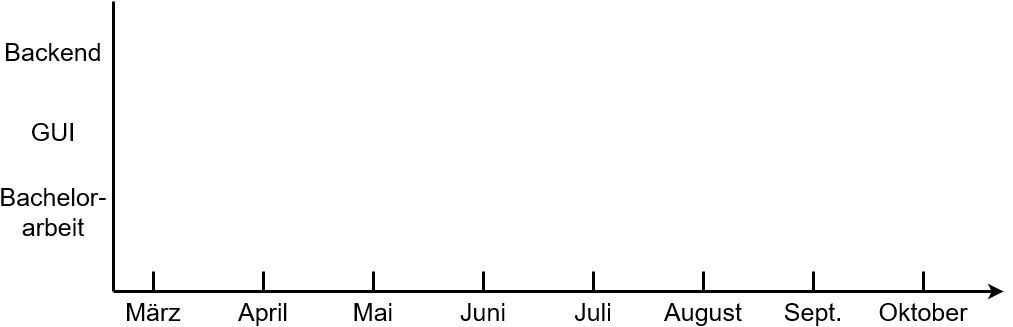 Backend
GUI
Bachelor-
arbeit
März April Mai Juni Juli August Sept. Oktober